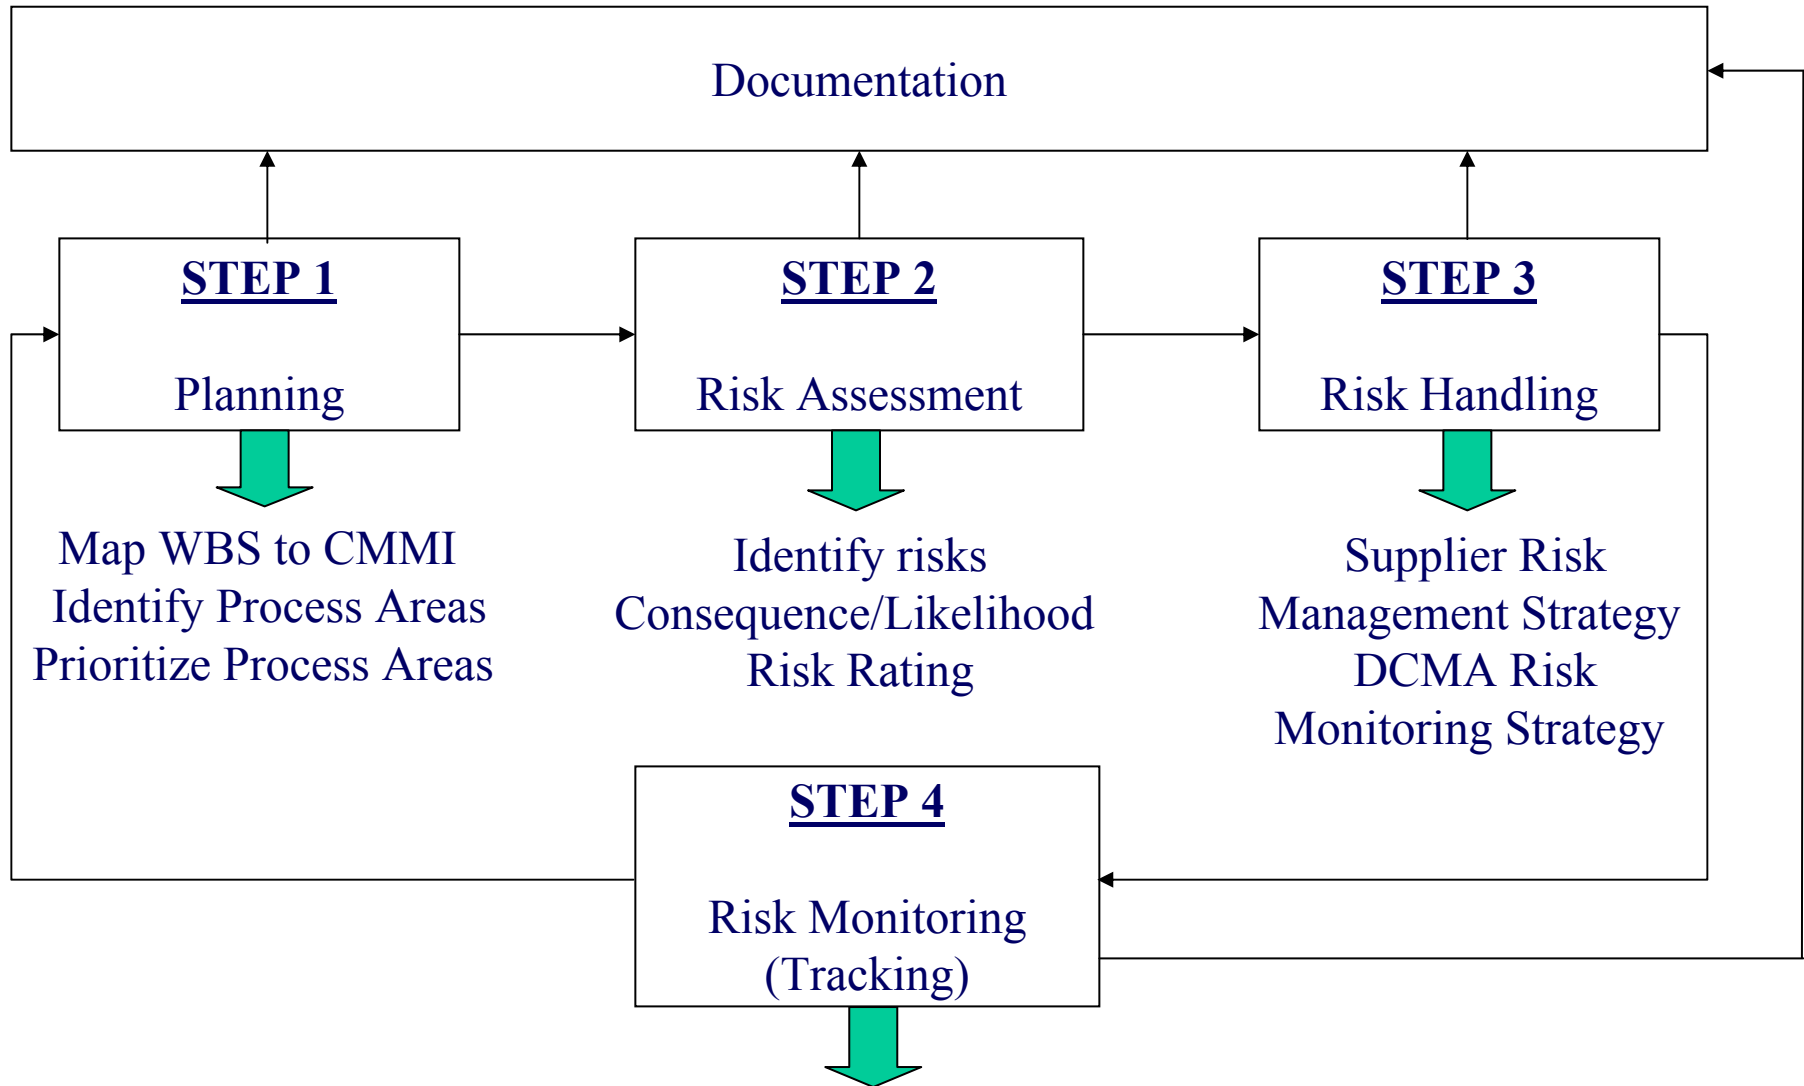 Documentation
STEP 1
Planning
Map WBS to CMMI
Identify Process Areas
Prioritize Process Areas
STEP 2
Risk Assessment
Identify risks
Consequence/Likelihood
Risk Rating
STEP 3
Risk Handling
Supplier Risk
Management Strategy
DCMA Risk
Monitoring Strategy
STEP 4
Risk Monitoring
(Tracking)